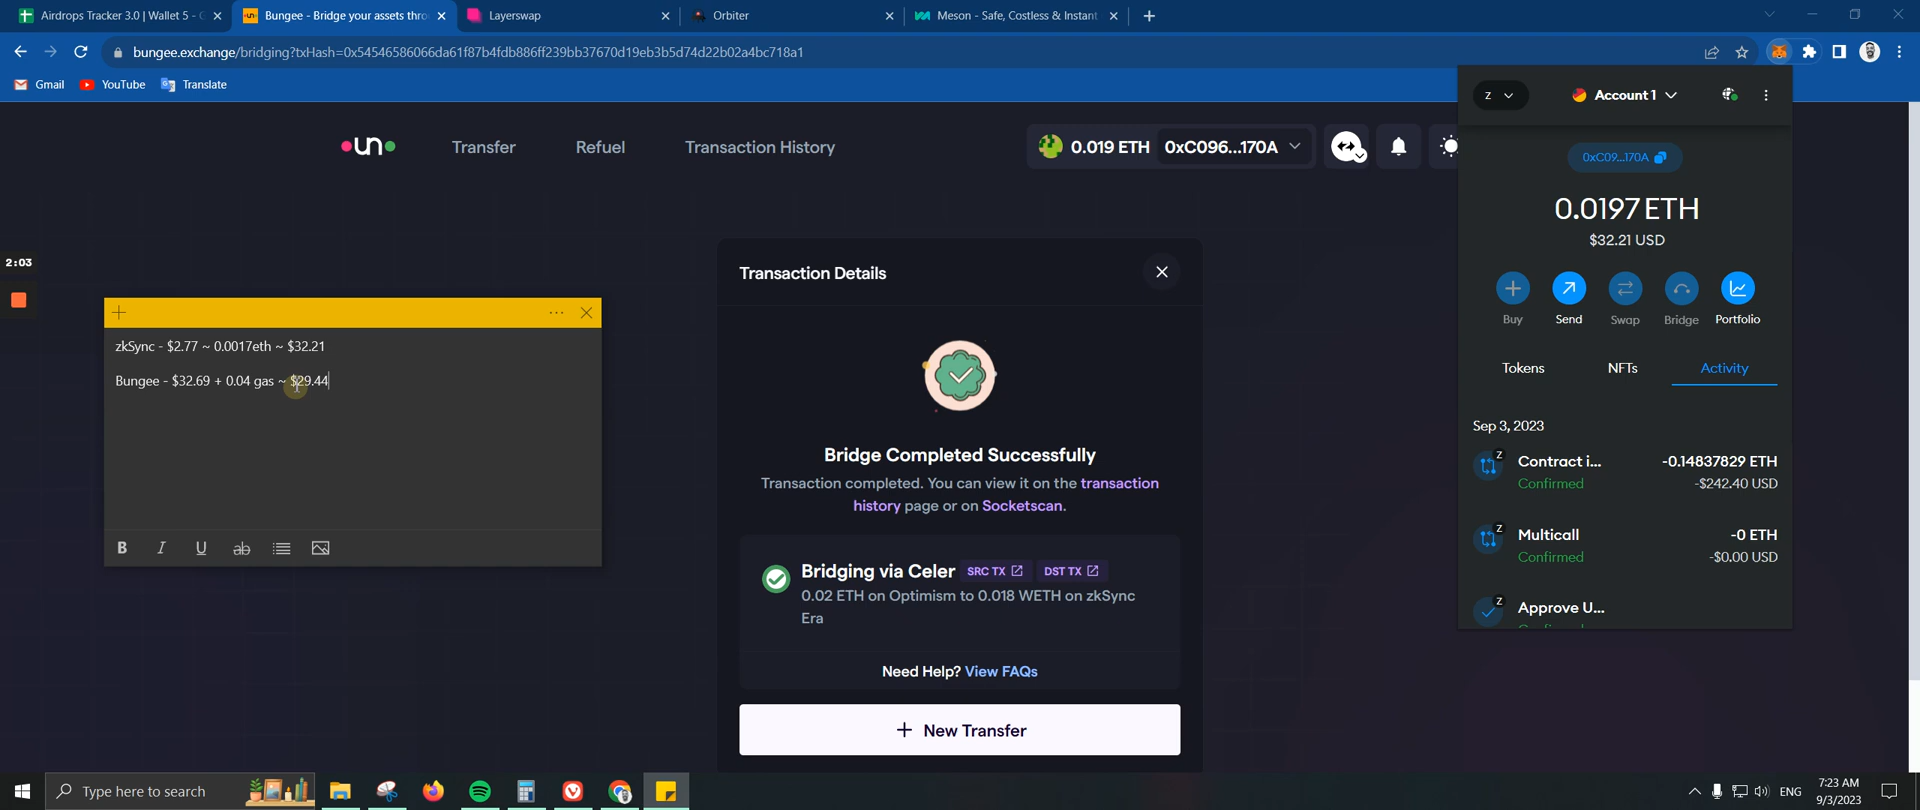 Airdrops Tracker 3.0 | Wallet 5 - G
Bungee - Bridge your assets thro
Layerswap
Orbiter
Meson - Safe, Costless & Instant
bungee.exchange/bridging?txHash=0x54546586066da61f87b4fdb886ff239bb37670d19eb3b5d74d22b02a4bc718a1
Gmail
YouTube
Translate
Z
Account 1
un
Transfer
Refuel
Transaction History
0.019 ETH
0xC096...170A
0xC09...170A
0.0197 ETH
$32.21 USD
2:03
Transaction Details
Buy
Send
Swap
Bridge
Portfolio
zkSync - $2.77 ~ 0.0017eth ~ $32.21
Bungee - $32.69 + 0.04 gas ~ $29.44
Tokens
NFTs
Activity
Sep 3, 2023
Bridge Completed Successfully
Transaction completed. You can view it on the transaction
history page or on Socketscan.
Z
Contract i...
-0.14837829 ETH
Confirmed
-$242.40 USD
B
I
U
ab
Z
Multicall
-0 ETH
Confirmed
-$0.00 USD
Bridging via Celer
SRC TX
DST TX
0.02 ETH on Optimism to 0.018 WETH on zkSync
Era
Z
Approve U...
Need Help? View FAQs
+ New Transfer
Type here to search
ENG
7:23 AM
9/3/2023